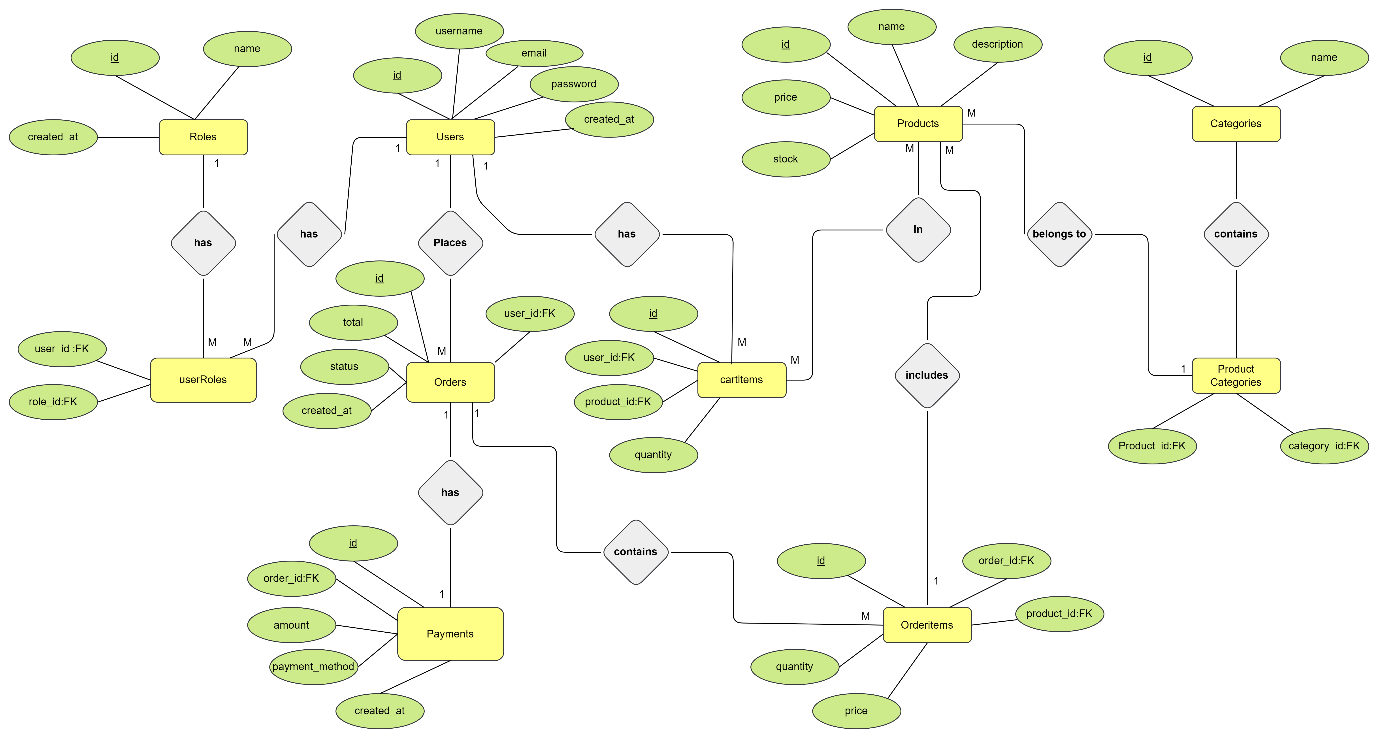 id
name
created_at
Roles
1
has
M
username
id
email
password
created_at
Users
1
1
1
has
M
Places
has
id
name
description
price
stock
Products
M
M
M
M
In
belongs to
id
name
Categories
contains
user_id :FK
role_id:FK
userRoles
id
total
status
created_at
user_id:FK
M
Orders
1
1
id
user_id:FK
product_id:FK
quantity
M
M
cartItems
includes
1
Product
Categories
Product_id:FK
category_id:FK
has
contains
1
id
order_id:FK
amount
payment_method
created_at
Payments
1
M
id
order_id:FK
product_id:FK
quantity
price
Orderitems